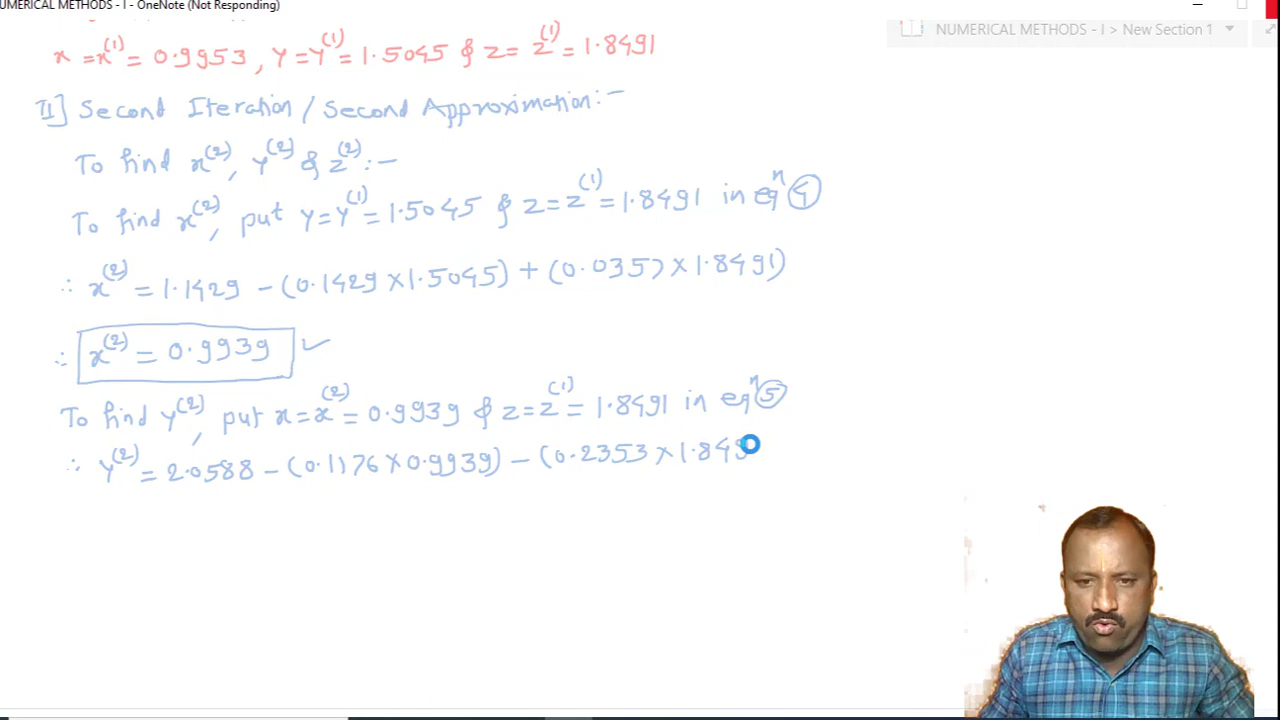 NUMERICAL METHODS - I - OneNote (Not Responding)
NUMERICAL METHODS - I > New Section 1
x = x^(1) = 0.9953, y = y^(1) = 1.5045 & z = z^(1) = 1.8491
II] Second Iteration / Second Approximation:-
To find x^(2), y^(2) & z^(2):-
To find x^(2), put y = y^(1) = 1.5045 & z = z^(1) = 1.8491 in eq^n 4
∴ x^(2) = 1.1429 - (0.1429 × 1.5045) + (0.0357 × 1.8491)
∴ x^(2) = 0.9939 ✓
To find y^(2), put x = x^(2) = 0.9939 & z = z^(1) = 1.8491 in eq^n 5
∴ y^(2) = 2.0588 - (0.1176 × 0.9939) - (0.2353 × 1.849